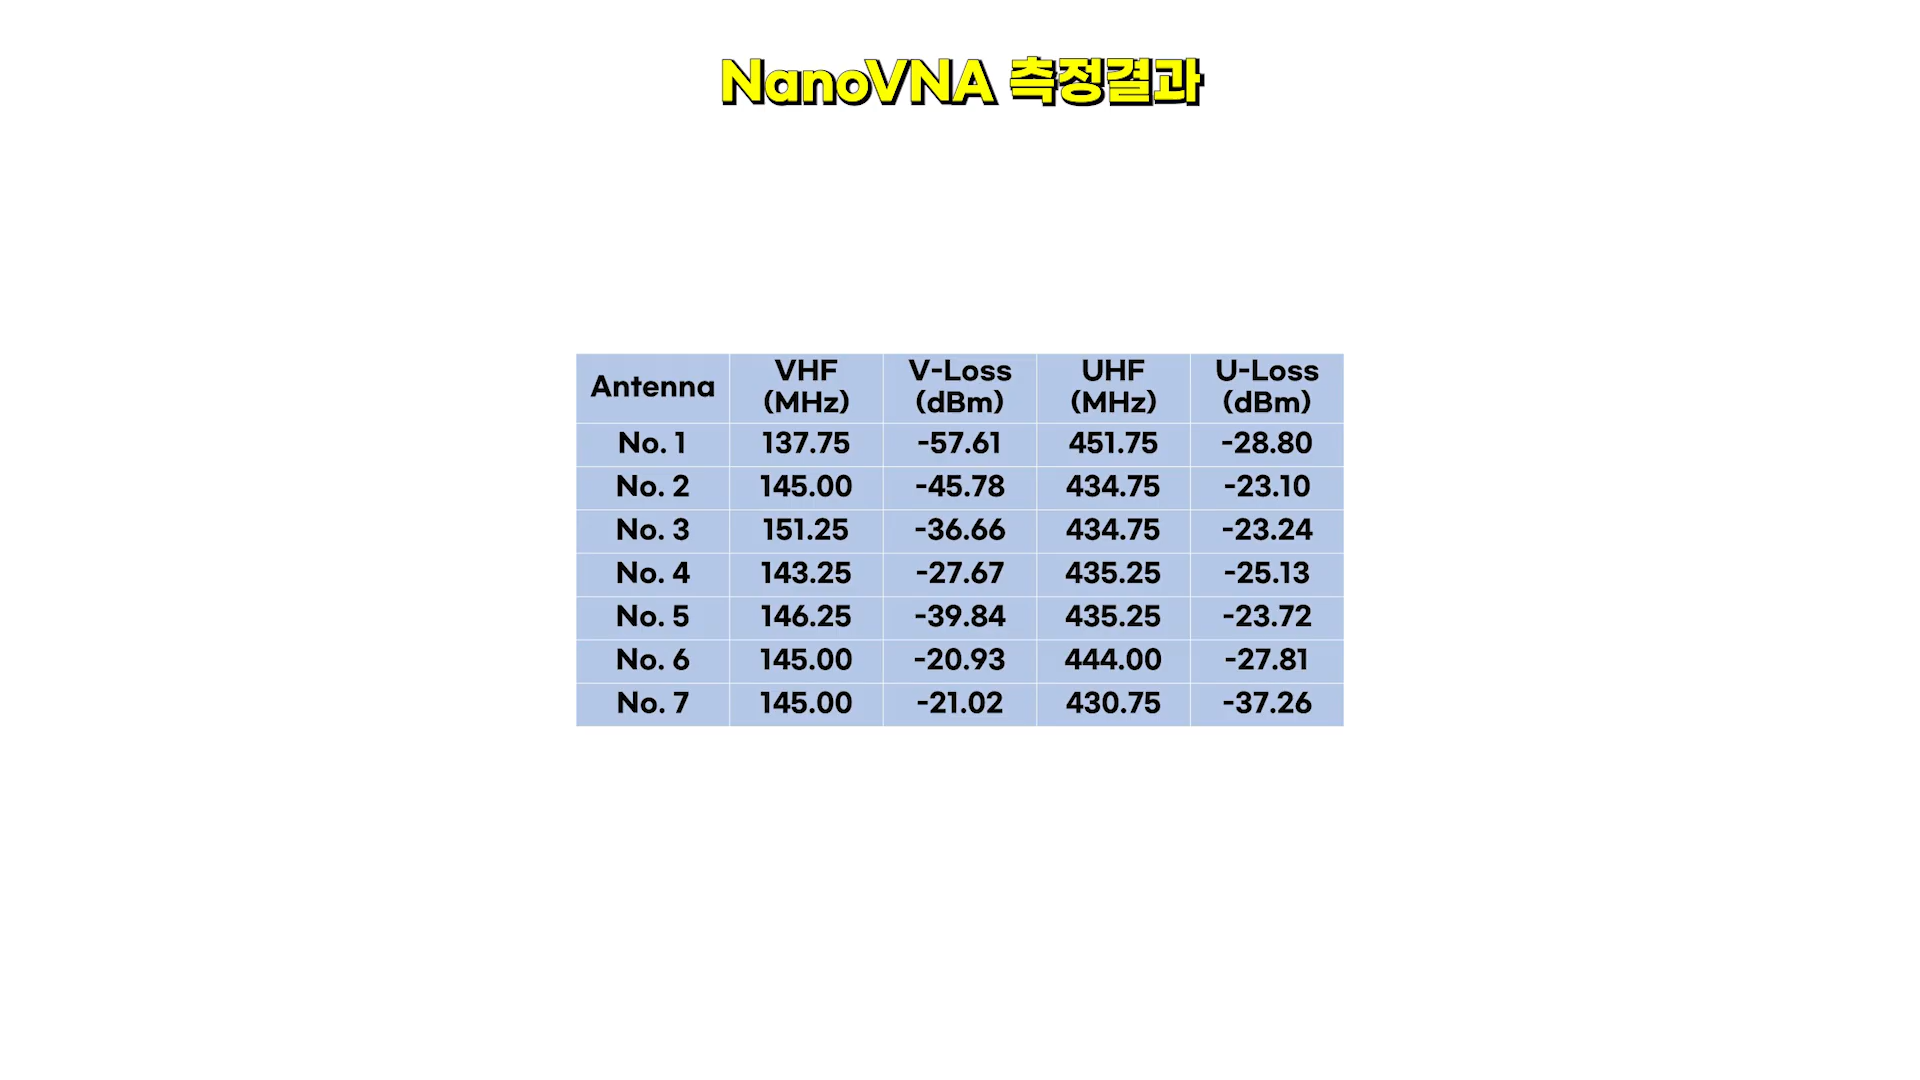 NanoVNA 측정결과
Antenna VHF (MHz) V-Loss (dBm) UHF (MHz) U-Loss (dBm)
No. 1 137.75 -57.61 451.75 -28.80
No. 2 145.00 -45.78 434.75 -23.10
No. 3 151.25 -36.66 434.75 -23.24
No. 4 143.25 -27.67 435.25 -25.13
No. 5 146.25 -39.84 435.25 -23.72
No. 6 145.00 -20.93 444.00 -27.81
No. 7 145.00 -21.02 430.75 -37.26